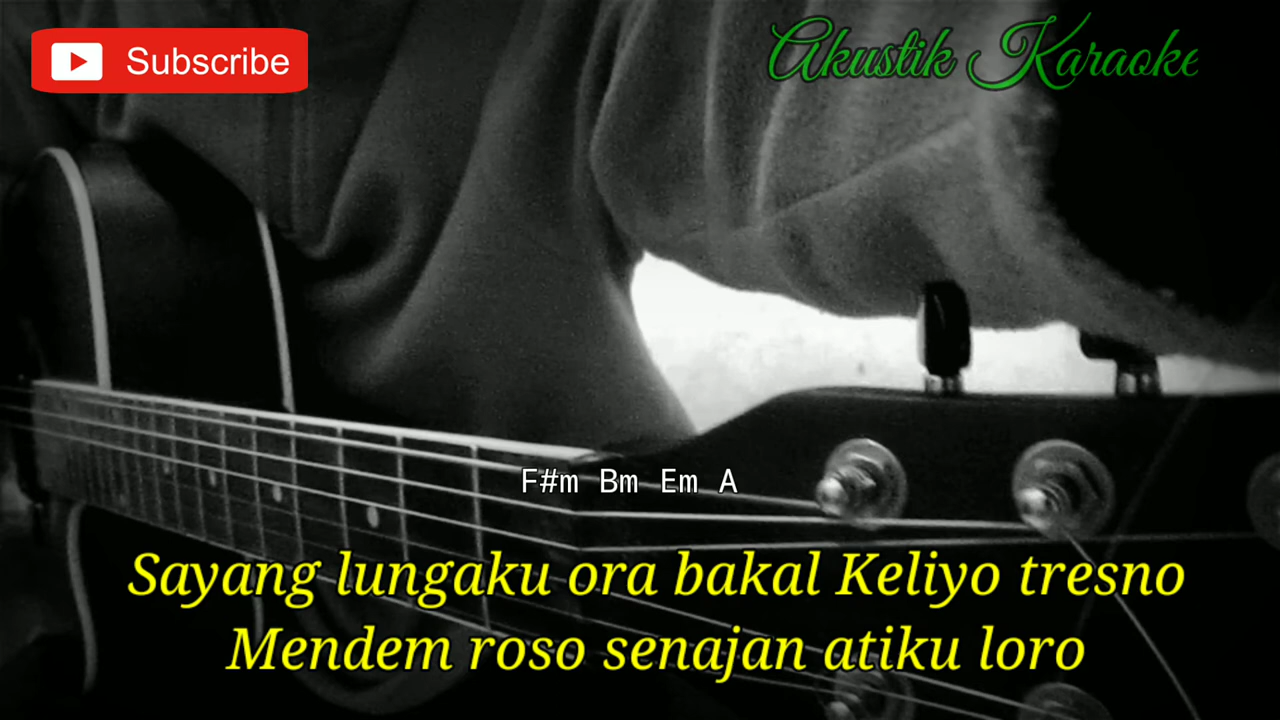 Subscribe
Akustik Karaoke
F#m Bm Em A
Sayang lungaku ora bakal Keliyo tresno
Mendem roso senajan atiku loro